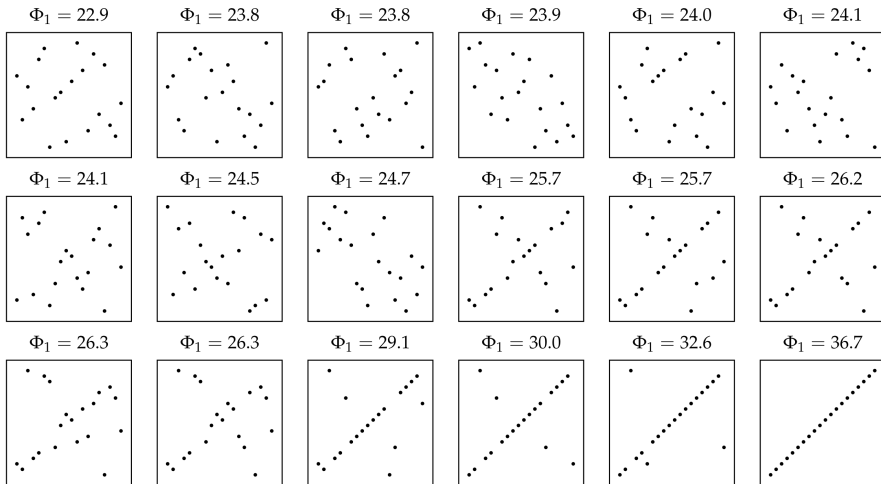 Φ₁ = 22.9 Φ₁ = 23.8 Φ₁ = 23.8 Φ₁ = 23.9 Φ₁ = 24.0 Φ₁ = 24.1
Φ₁ = 24.1 Φ₁ = 24.5 Φ₁ = 24.7 Φ₁ = 25.7 Φ₁ = 25.7 Φ₁ = 26.2
Φ₁ = 26.3 Φ₁ = 26.3 Φ₁ = 29.1 Φ₁ = 30.0 Φ₁ = 32.6 Φ₁ = 36.7